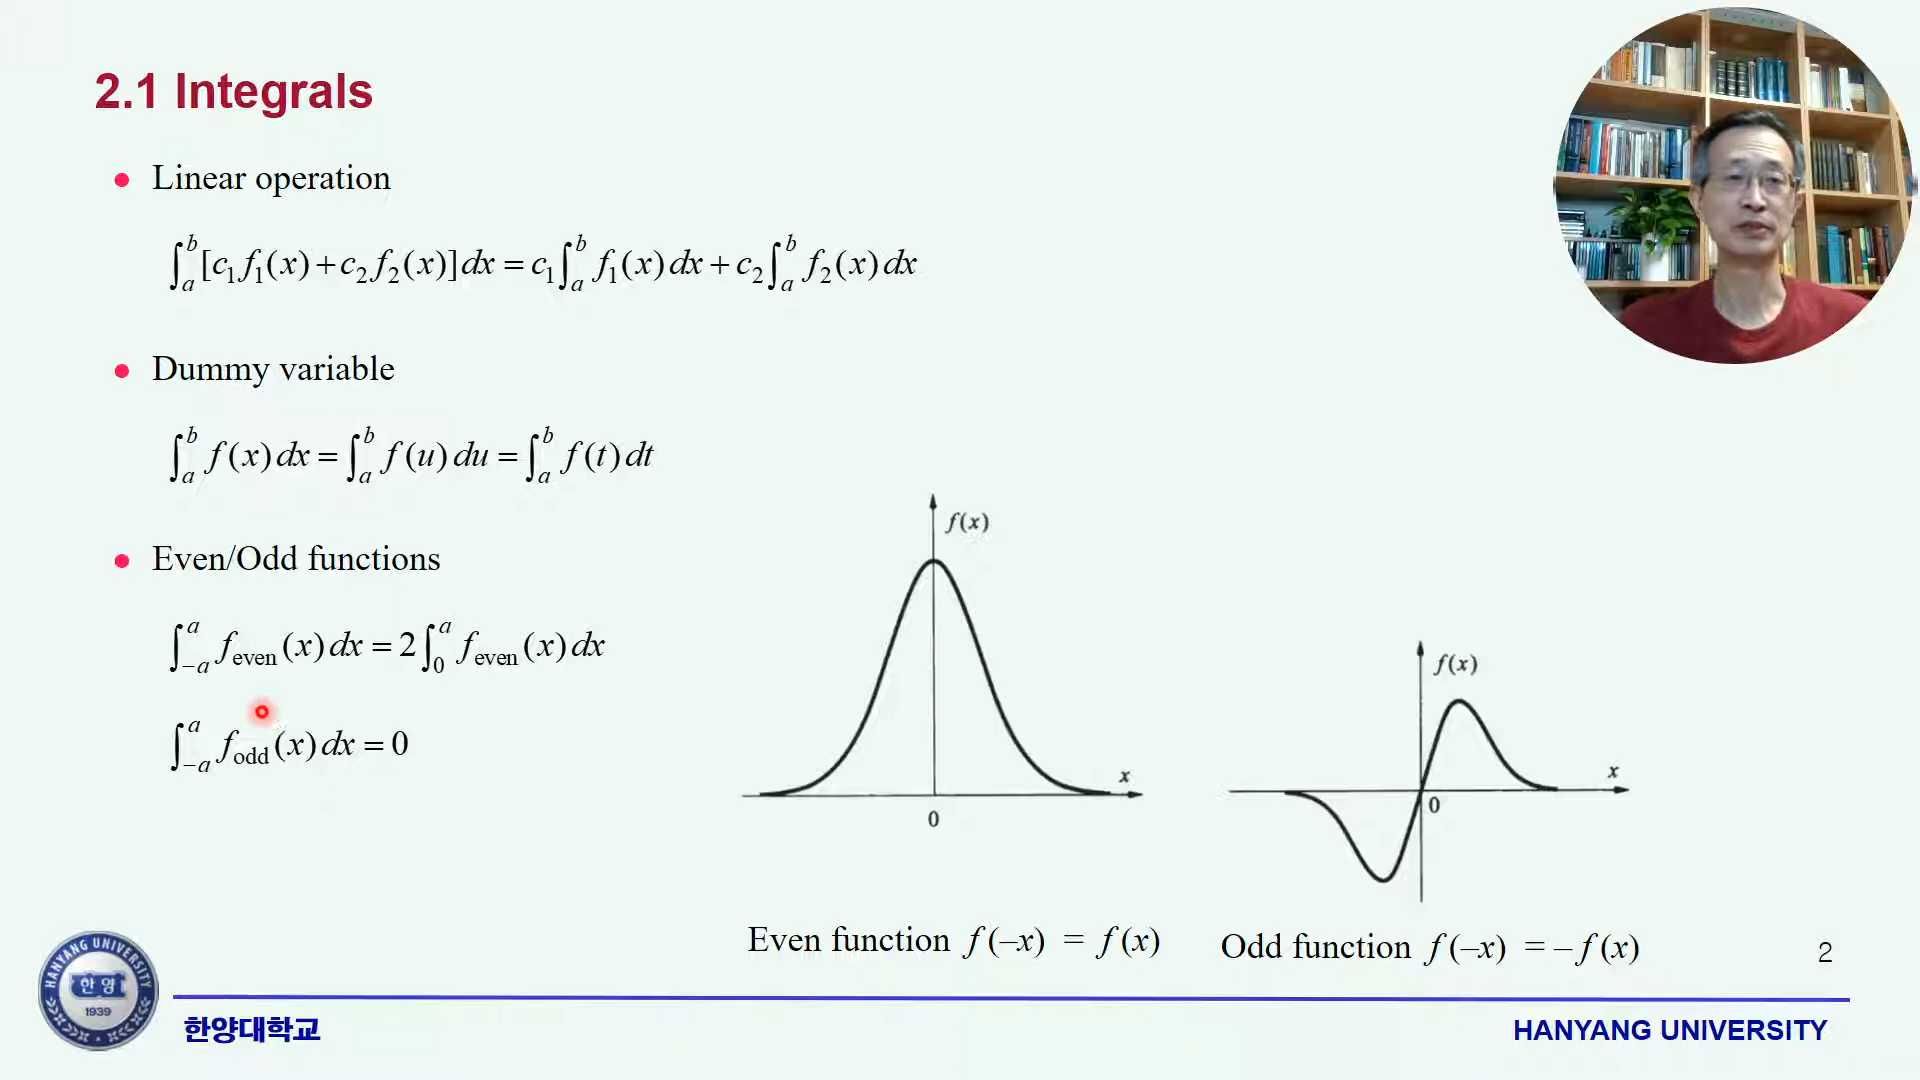 2.1 Integrals
• Linear operation
∫_a^b [c₁f₁(x)+c₂f₂(x)]dx = c₁∫_a^b f₁(x)dx + c₂∫_a^b f₂(x)dx
• Dummy variable
∫_a^b f(x)dx = ∫_a^b f(u)du = ∫_a^b f(t)dt
• Even/Odd functions
∫_{–a}^a f_even(x)dx = 2∫_0^a f_even(x)dx
∫_{–a}^a f_odd(x)dx = 0
f(x)
x
0
Even function f(–x) = f(x)
f(x)
x
0
Odd function f(–x) = –f(x)
2
HANYANG UNIVERSITY
한양
1939
한양대학교
HANYANG UNIVERSITY